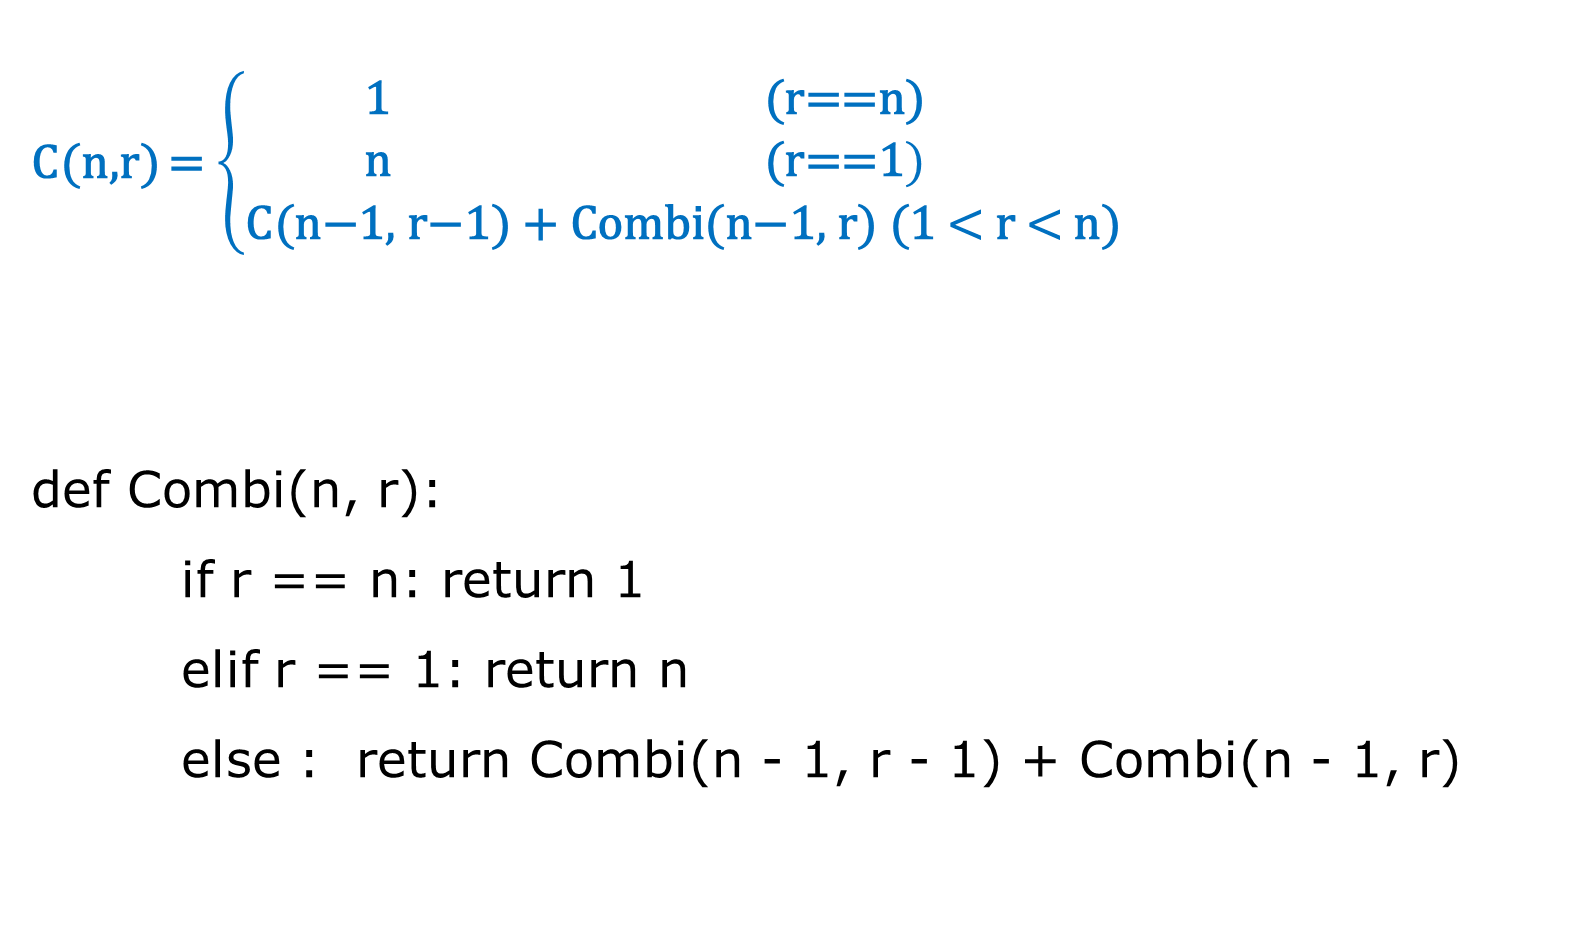 1 (r==n)
C(n,r) = { n (r==1)
C(n−1, r−1) + Combi(n−1, r) (1 < r < n)
def Combi(n, r):
if r == n: return 1
elif r == 1: return n
else : return Combi(n - 1, r - 1) + Combi(n - 1, r)